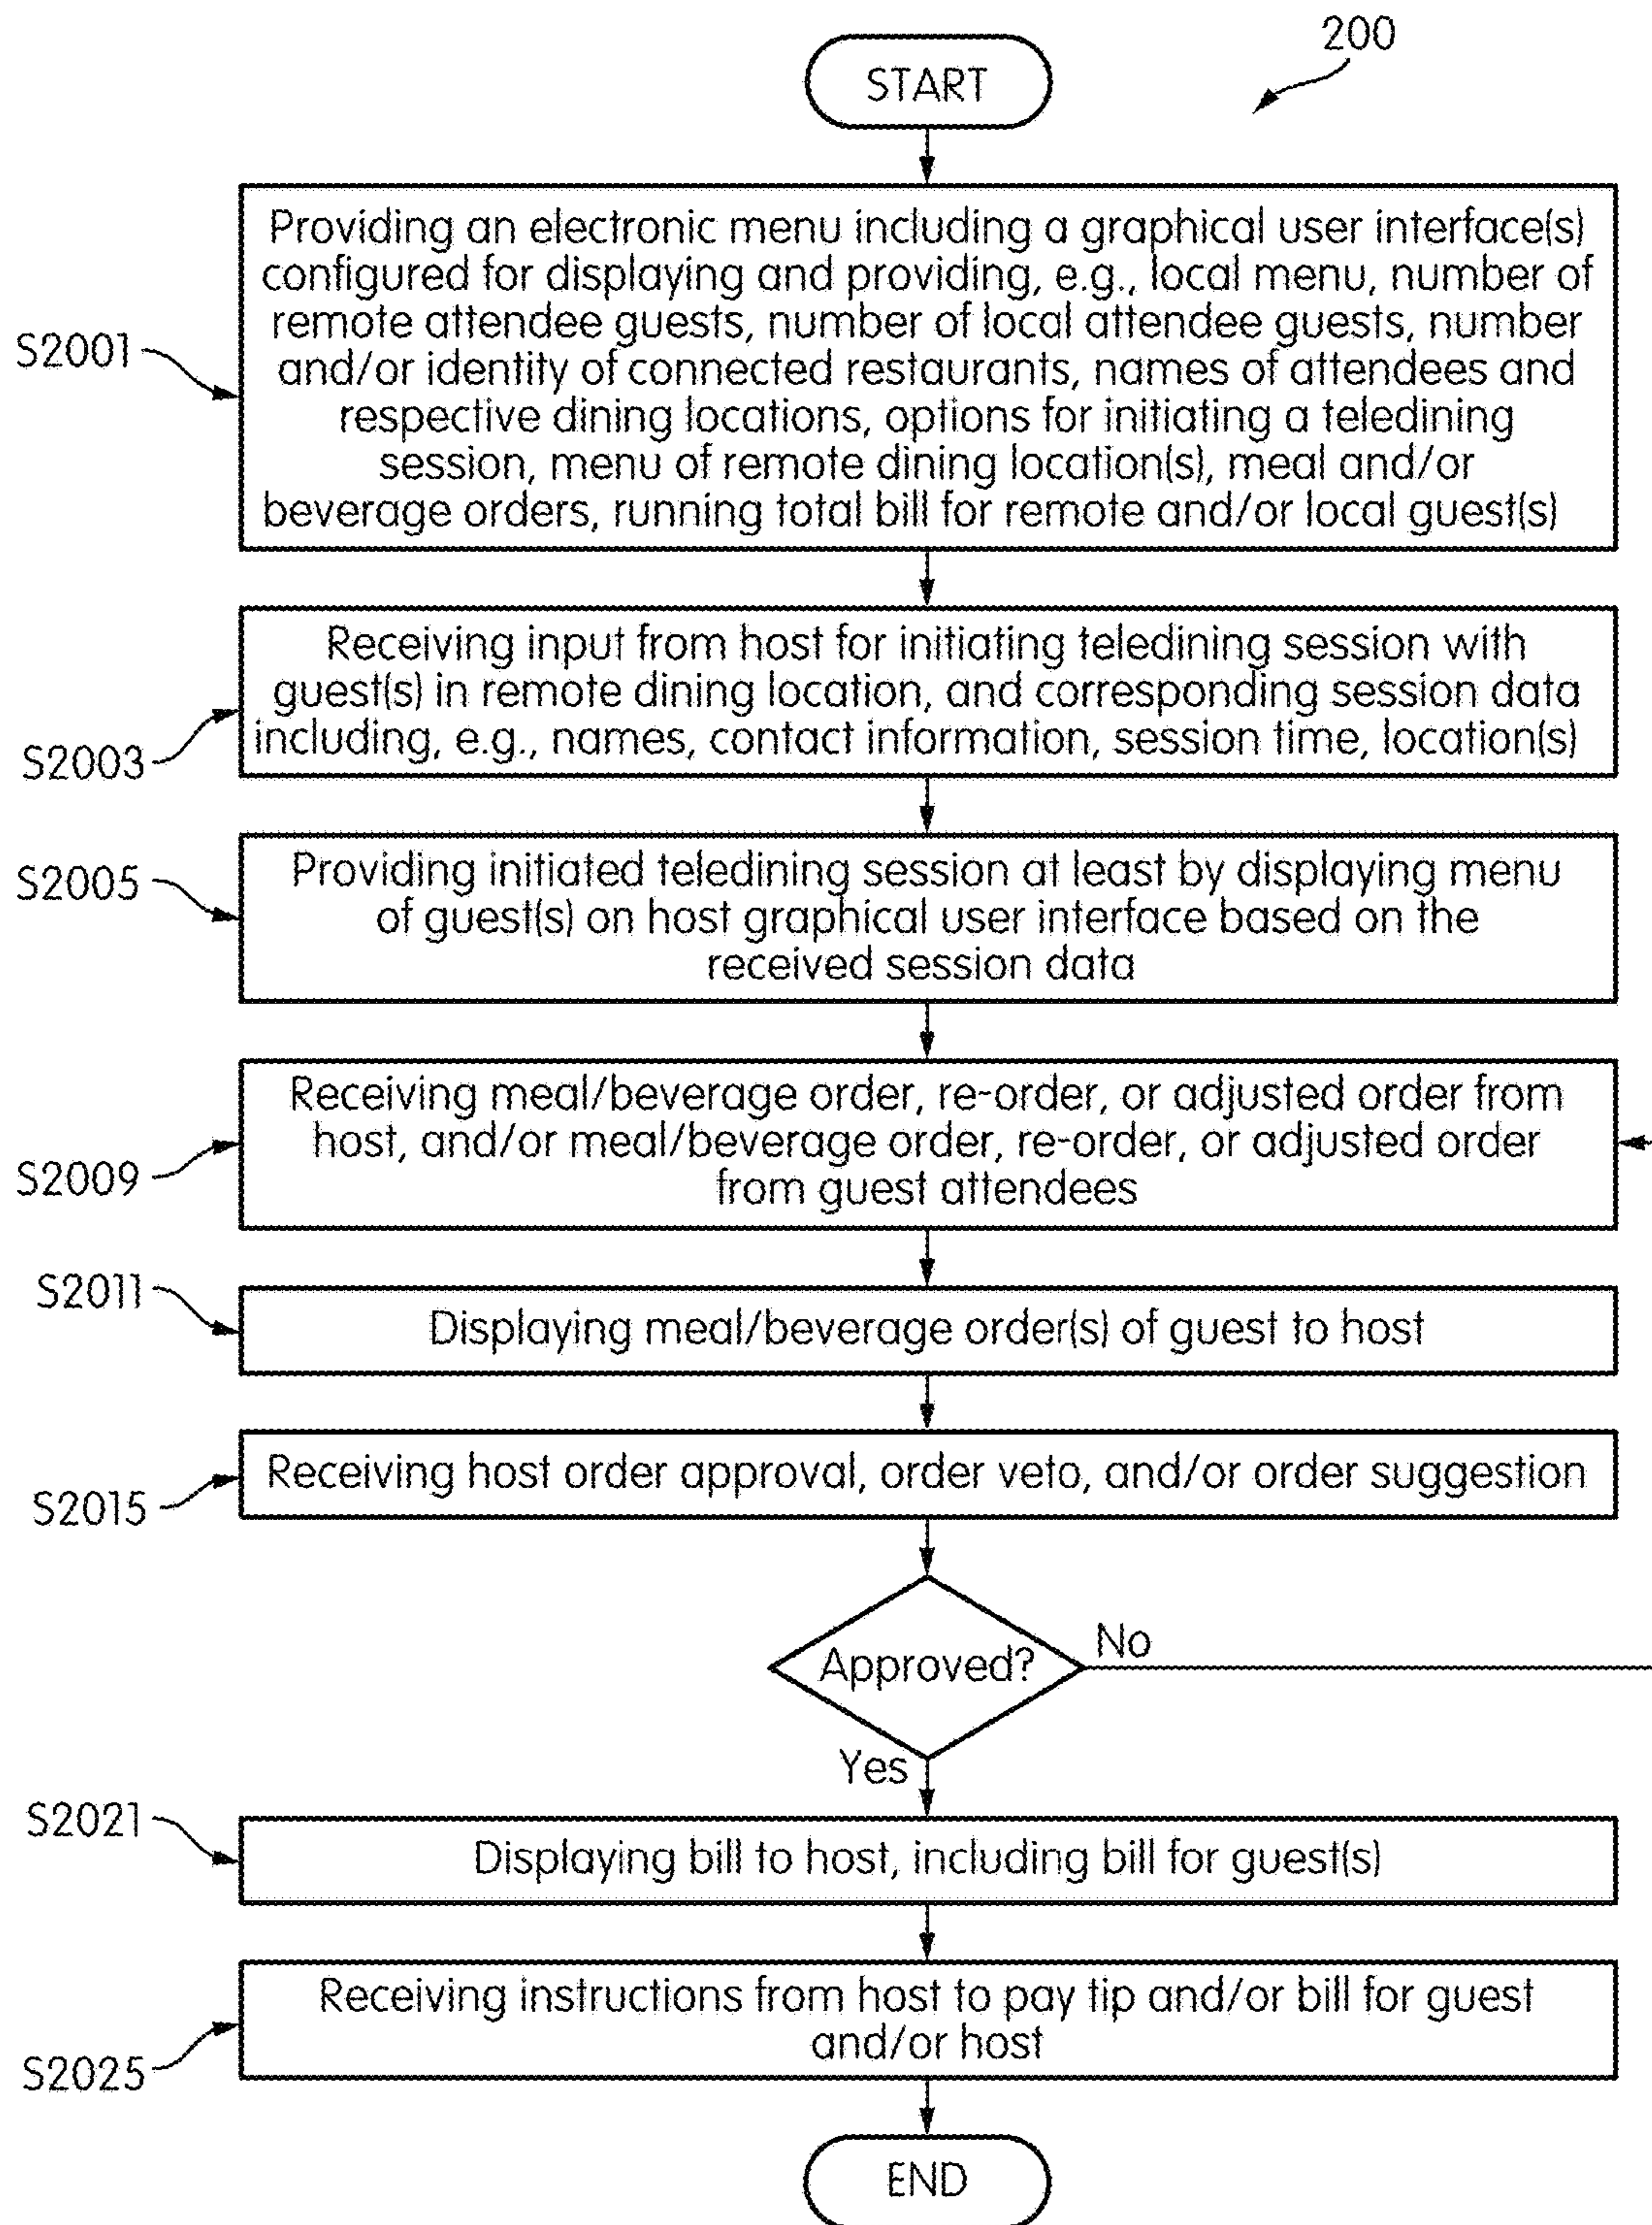 200
START
S2001
Providing an electronic menu including a graphical user interface(s)
configured for displaying and providing, e.g., local menu, number of
remote attendee guests, number of local attendee guests, number
and/or identity of connected restaurants, names of attendees and
respective dining locations, options for initiating a teledining
session, menu of remote dining location(s), meal and/or
beverage orders, running total bill for remote and/or local guest(s)
S2003
Receiving input from host for initiating teledining session with
guest(s) in remote dining location, and corresponding session data
including, e.g., names, contact information, session time, location(s)
S2005
Providing initiated teledining session at least by displaying menu
of guest(s) on host graphical user interface based on the
received session data
S2009
Receiving meal/beverage order, re-order, or adjusted order from
host, and/or meal/beverage order, re-order, or adjusted order
from guest attendees
S2011
Displaying meal/beverage order(s) of guest to host
S2015
Receiving host order approval, order veto, and/or order suggestion
Approved?
No
Yes
S2021
Displaying bill to host, including bill for guest(s)
S2025
Receiving instructions from host to pay tip and/or bill for guest
and/or host
END